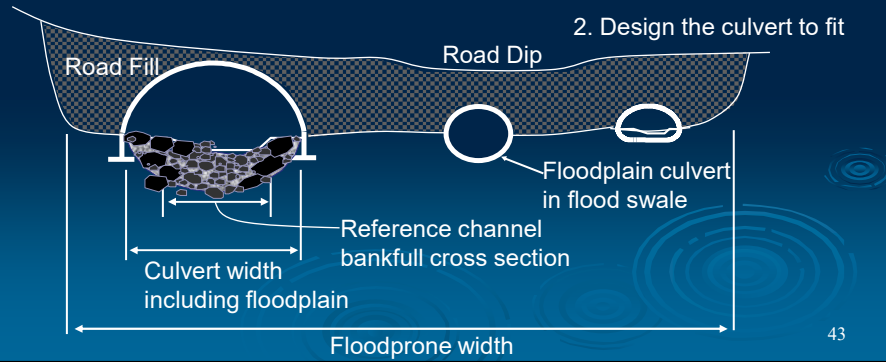 2. Design the culvert to fit
Road Dip
Road Fill
Floodplain culvert
in flood swale
Reference channel
bankfull cross section
Culvert width
including floodplain
Floodprone width
43